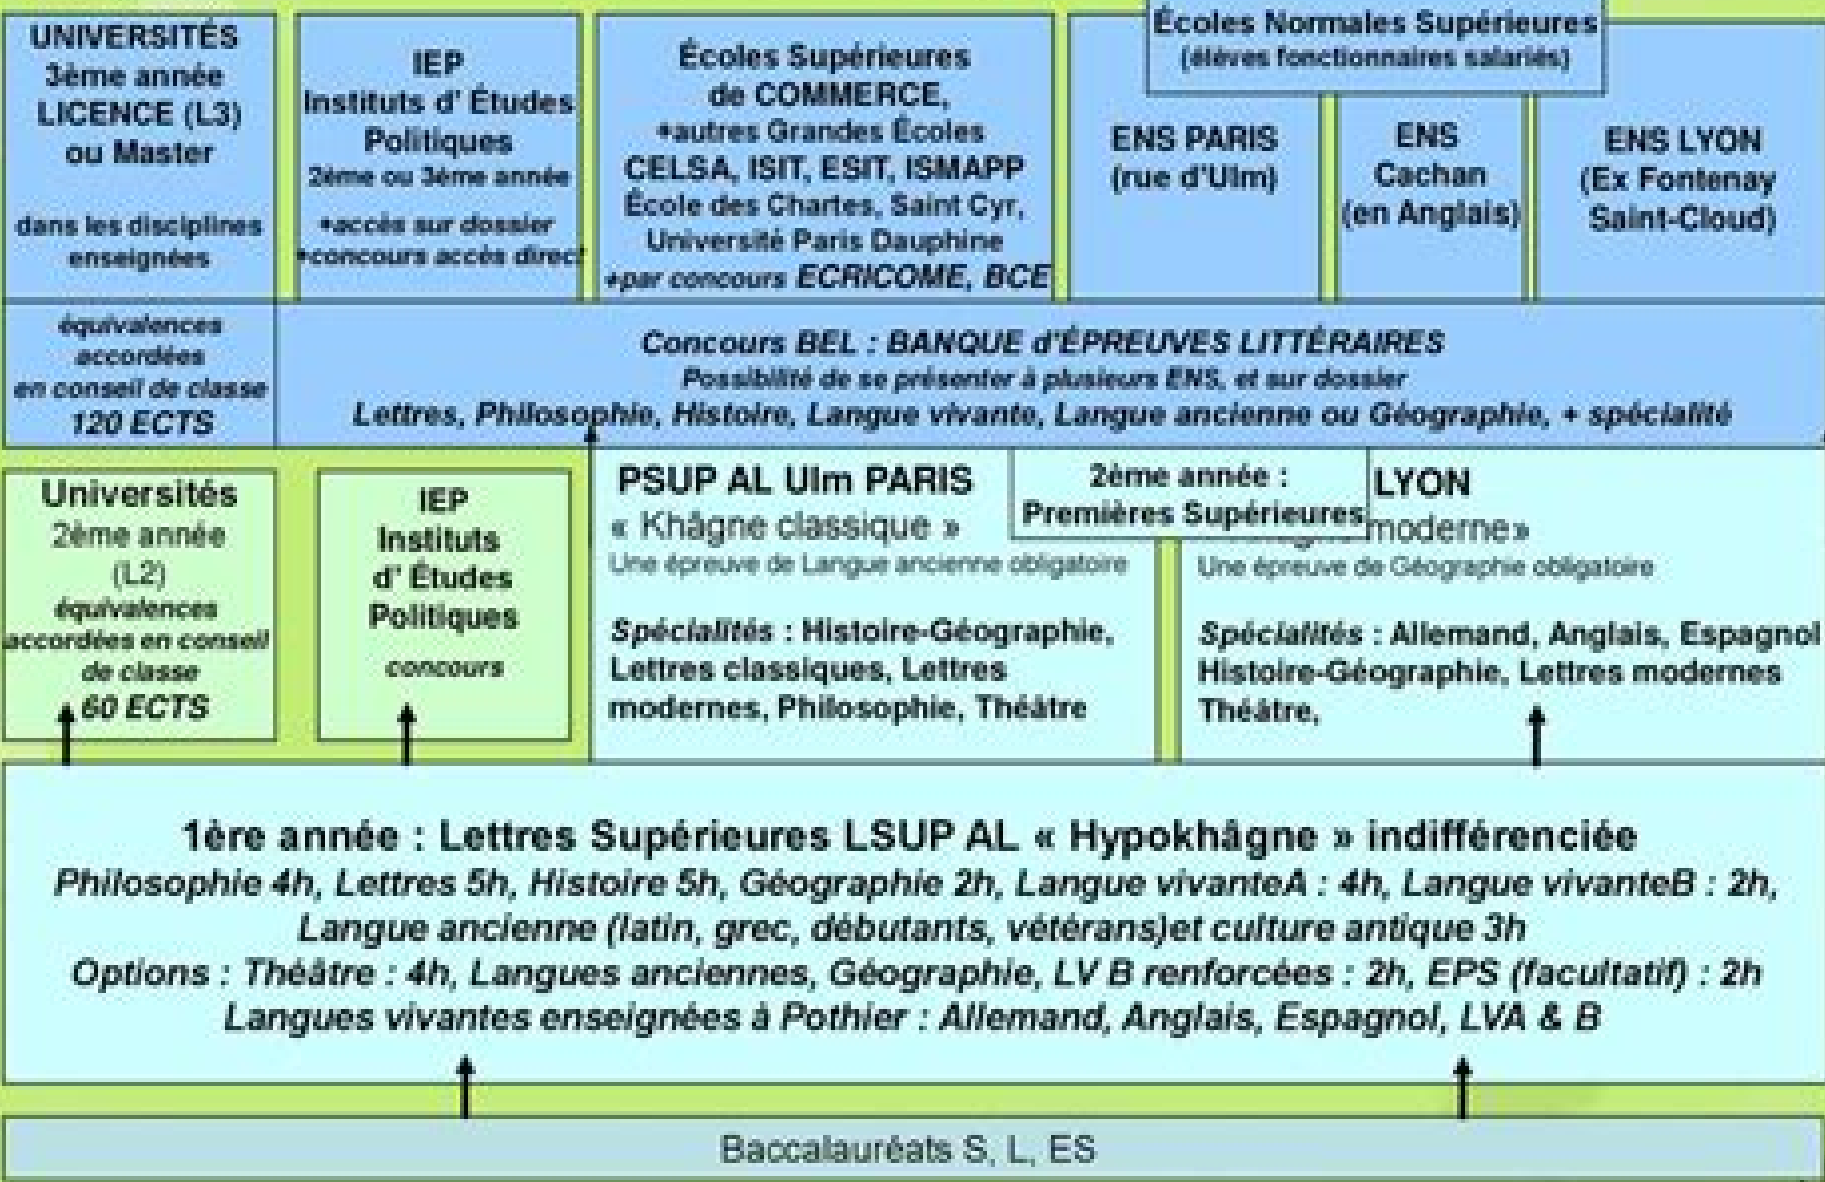 UNIVERSITÉS
3ème année
LICENCE (L3)
ou Master
dans les disciplines
enseignées
IEP
Instituts d' Études
Politiques
2ème ou 3ème année
+accès sur dossier
+concours accès direct
Écoles Supérieures
de COMMERCE,
+autres Grandes Écoles
CELSA, ISIT, ESIT, ISMAPP
École des Chartes, Saint Cyr,
Université Paris Dauphine
+par concours ECRICOME, BCE
Écoles Normales Supérieures
(élèves fonctionnaires salariés)
ENS PARIS
(rue d'Ulm)
ENS
Cachan
(en Anglais)
ENS LYON
(Ex Fontenay
Saint-Cloud)
équivalences
accordées
en conseil de classe
120 ECTS
Concours BEL : BANQUE d'ÉPREUVES LITTÉRAIRES
Possibilité de se présenter à plusieurs ENS, et sur dossier
Lettres, Philosophie, Histoire, Langue vivante, Langue ancienne ou Géographie, + spécialité
Universités
2ème année
(L2)
équivalences
accordées en conseil
de classe
60 ECTS
IEP
Instituts
d' Études
Politiques
concours
PSUP AL Ulm PARIS
« Khâgne classique »
Une épreuve de Langue ancienne obligatoire
Spécialités : Histoire-Géographie,
Lettres classiques, Lettres
modernes, Philosophie, Théâtre
2ème année :
Premières Supérieures
LYON
moderne»
Une épreuve de Géographie obligatoire
Spécialités : Allemand, Anglais, Espagnol
Histoire-Géographie, Lettres modernes
Théâtre,
1ère année : Lettres Supérieures LSUP AL « Hypokhâgne » indifférenciée
Philosophie 4h, Lettres 5h, Histoire 5h, Géographie 2h, Langue vivanteA : 4h, Langue vivanteB : 2h,
Langue ancienne (latin, grec, débutants, vétérans)et culture antique 3h
Options : Théâtre : 4h, Langues anciennes, Géographie, LV B renforcées : 2h, EPS (facultatif) : 2h
Langues vivantes enseignées à Pothier : Allemand, Anglais, Espagnol, LVA & B
Baccalauréats S, L, ES